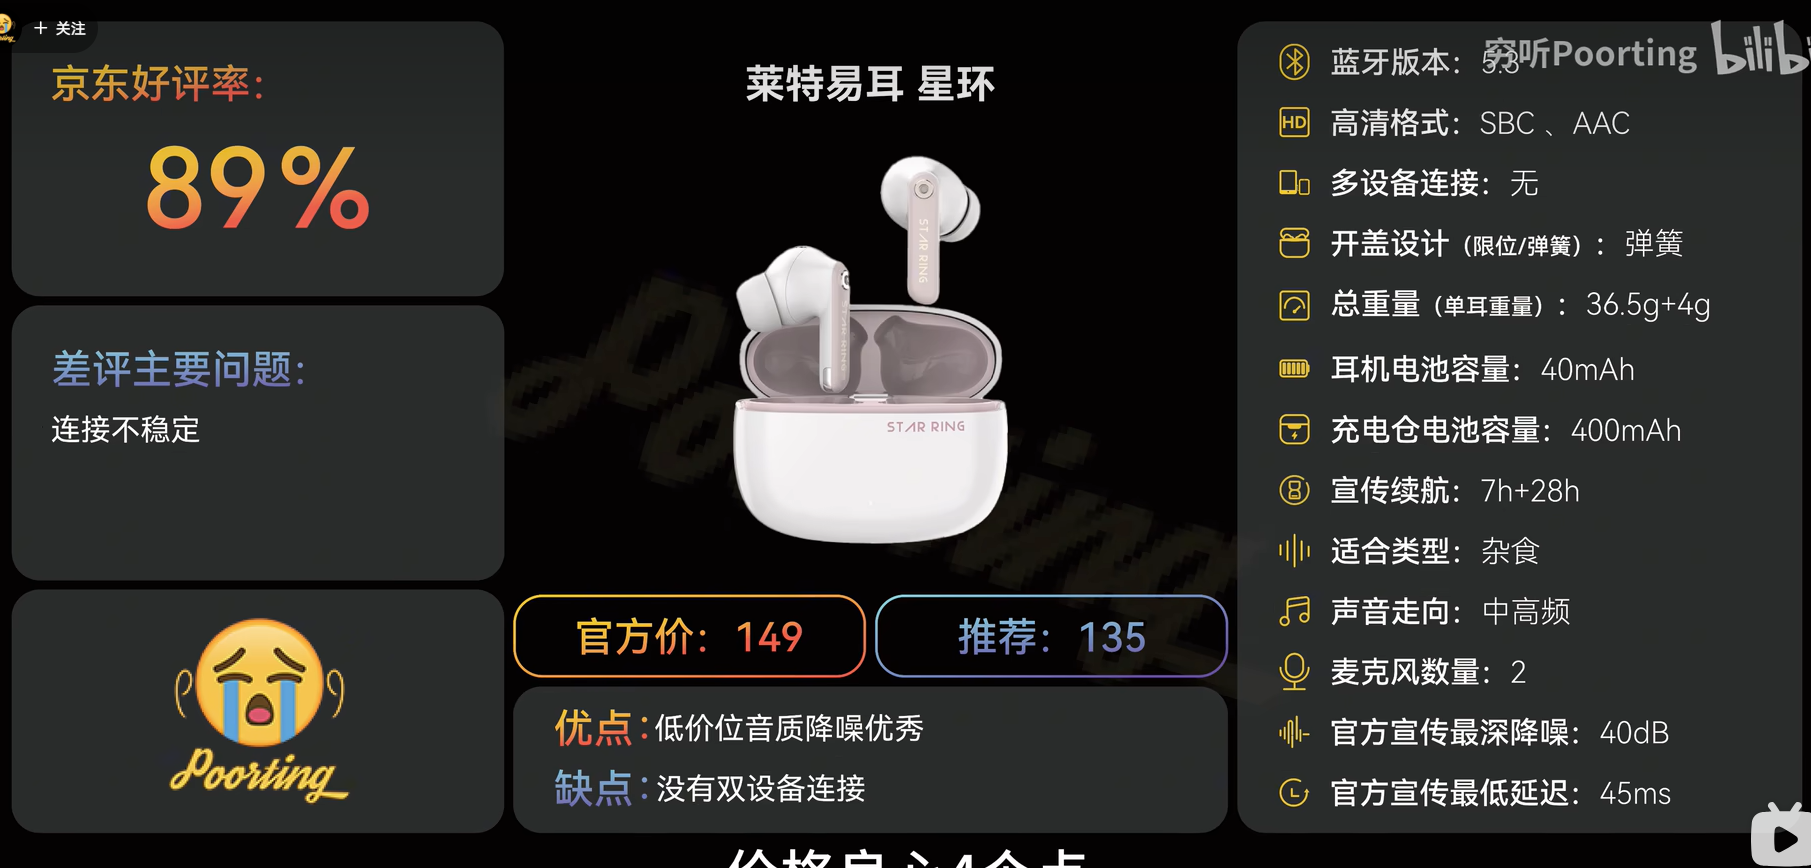 + 关注
京东好评率：
89%
差评主要问题：
连接不稳定
Poorting
莱特易耳 星环
STAR RING
STAR RING
STAR RING
官方价：149
推荐：135
优点：低价位音质降噪优秀
缺点：没有双设备连接
穷听Poorting
蓝牙版本：5.3
高清格式：SBC 、AAC
多设备连接：无
开盖设计（限位/弹簧）：弹簧
总重量（单耳重量）：36.5g+4g
耳机电池容量：40mAh
充电仓电池容量：400mAh
宣传续航：7h+28h
适合类型：杂食
声音走向：中高频
麦克风数量：2
官方宣传最深降噪：40dB
官方宣传最低延迟：45ms